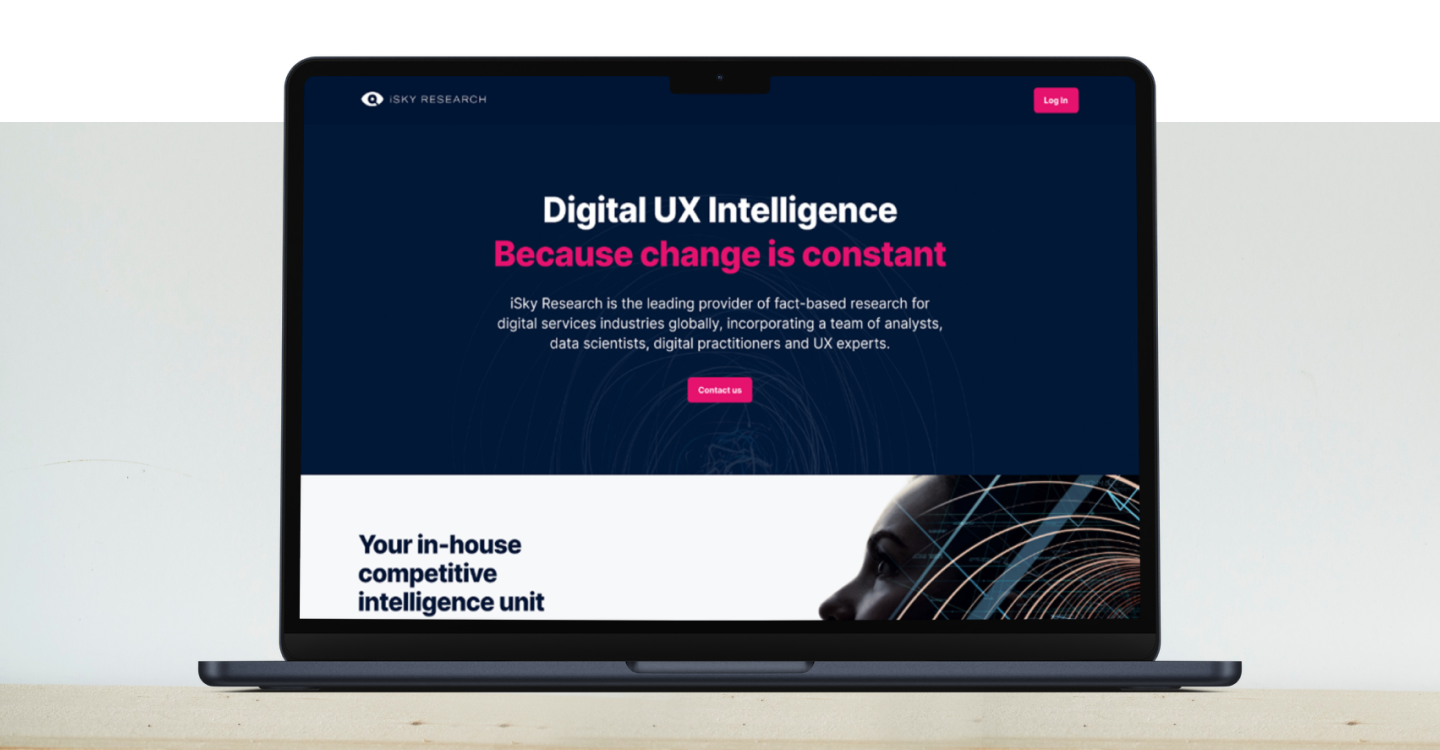 iSKY RESEARCH
Log In
Digital UX Intelligence
Because change is constant
iSky Research is the leading provider of fact-based research for
digital services industries globally, incorporating a team of analysts,
data scientists, digital practitioners and UX experts.
Contact us
Your in-house
competitive
intelligence unit